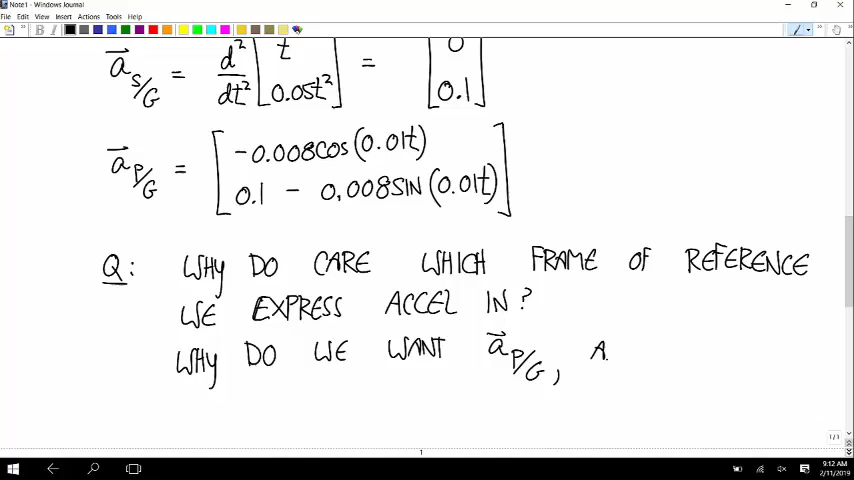 Note1 - Windows Journal
File Edit View Insert Actions Tools Help
B I
a⃗ S/G = d²/dt² [ t 0.05t² ] = [ 0 0.1 ]
a⃗ P/G = [ -0.008cos(0.01t)
0.1 - 0.008SIN(0.01t) ]
Q: WHY DO CARE WHICH FRAME OF REFERENCE
WE EXPRESS ACCEL IN?
WHY DO WE WANT a⃗ P/G, A
1/1
1
9:12 AM
2/11/2019